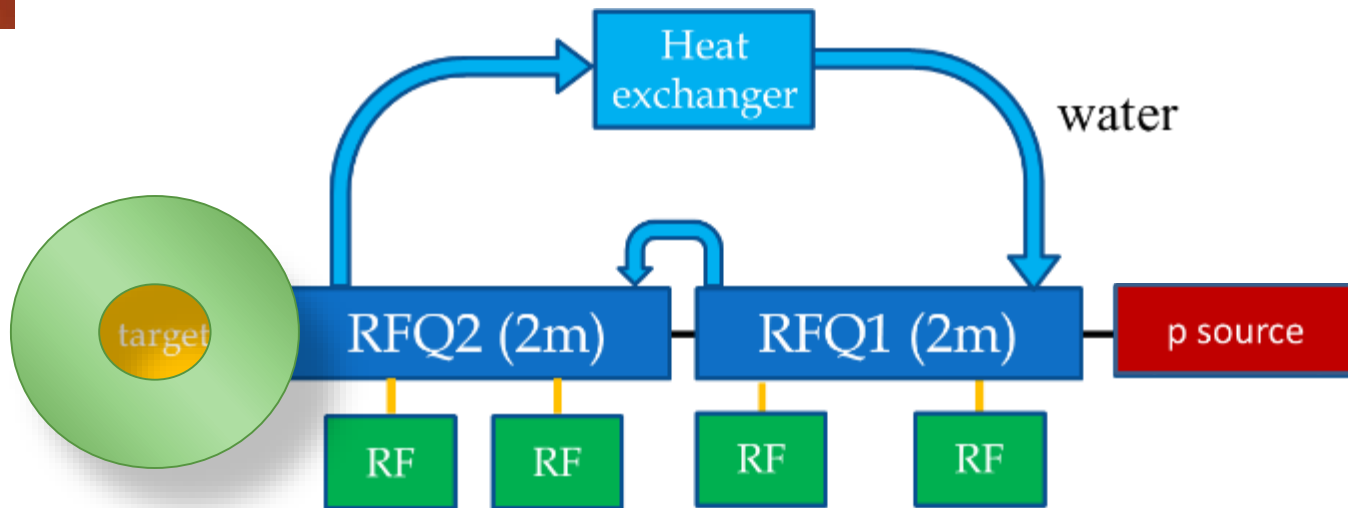 Heat
exchanger
water
target
RFQ2 (2m)
RFQ1 (2m)
p source
RF
RF
RF
RF